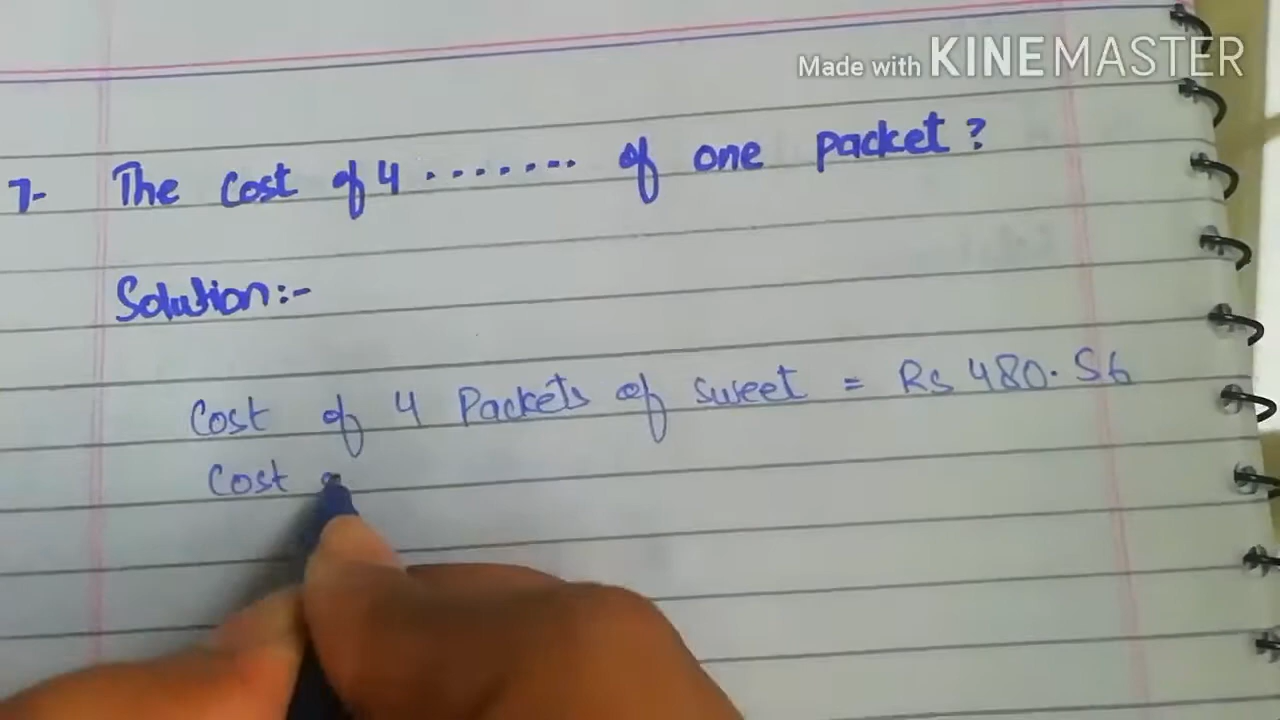 Made with KINEMASTER
7- The Cost of 4 ....... of one packet?
Solution:-
Cost of 4 Packets of sweet = Rs 480.56
Cost